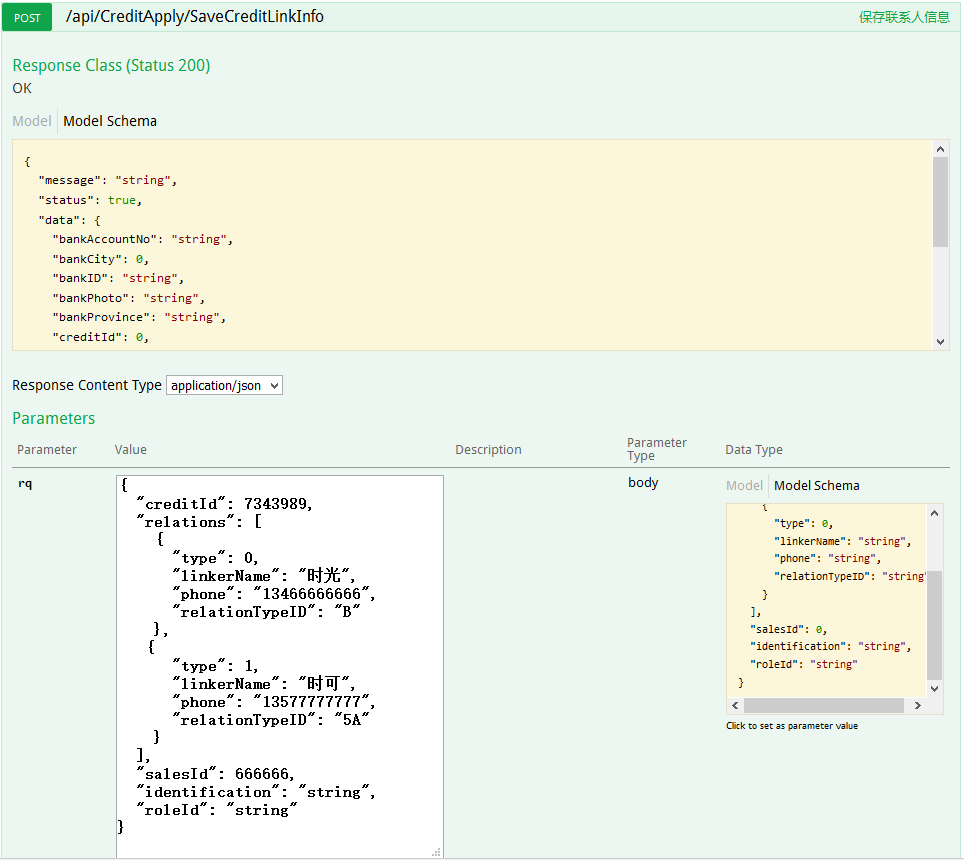 POST /api/CreditApply/SaveCreditLinkInfo 保存联系人信息
Response Class (Status 200)
OK
Model Model Schema
{
"message": "string",
"status": true,
"data": {
"bankAccountNo": "string",
"bankCity": 0,
"bankID": "string",
"bankPhoto": "string",
"bankProvince": "string",
"creditId": 0,
Response Content Type application/json
Parameters
Parameter Value Description Parameter Type Data Type
rq
{
"creditId": 7343989,
"relations": [
{
"type": 0,
"linkerName": "时光",
"phone": "13466666666",
"relationTypeID": "B"
},
{
"type": 1,
"linkerName": "时可",
"phone": "13577777777",
"relationTypeID": "5A"
}
],
"salesId": 666666,
"identification": "string",
"roleId": "string"
}
body
Model Model Schema
{
"type": 0,
"linkerName": "string",
"phone": "string",
"relationTypeID": "string"
}
],
"salesId": 0,
"identification": "string",
"roleId": "string"
}
Click to set as parameter value